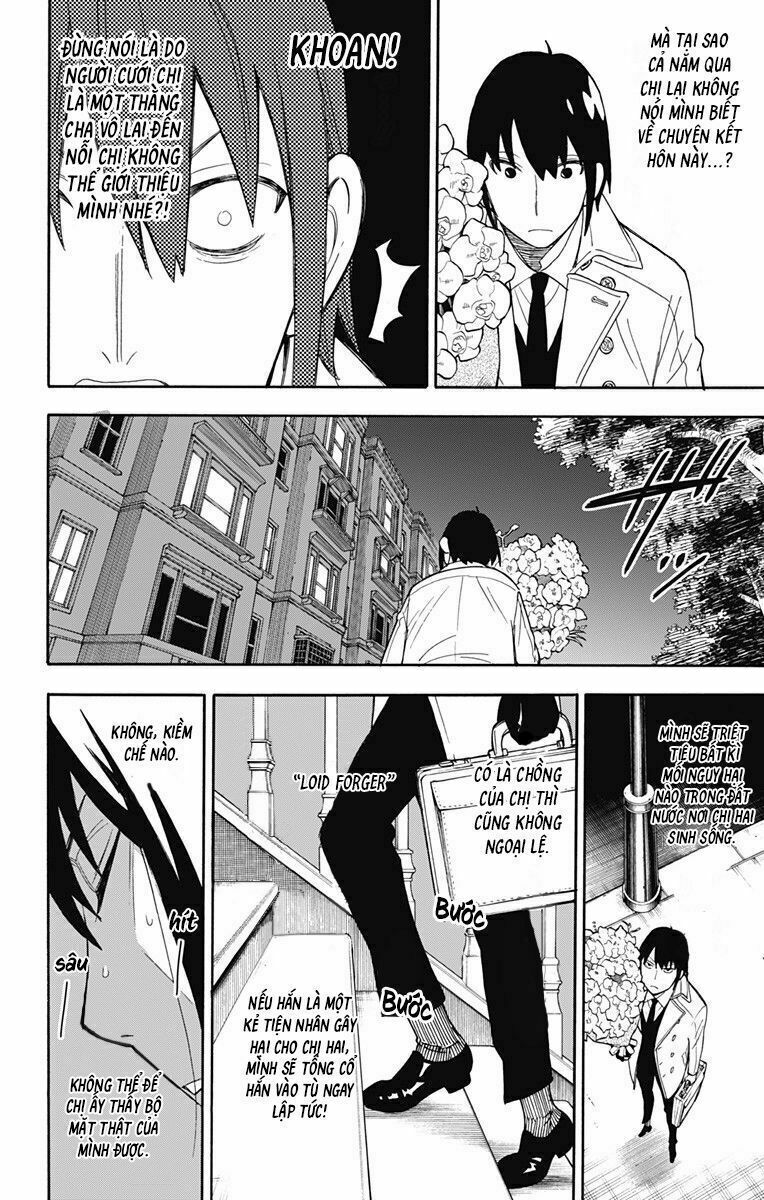 MÀ TẠI SAO
CẢ NĂM QUA
CHỊ LẠI KHÔNG
NÓI MÌNH BIẾT
VỀ CHUYỆN KẾT
HÔN NÀY...?
KHOAN!
ĐỪNG NÓI LÀ DO
NGƯỜI CƯỚI CHỊ
LÀ MỘT THẰNG
CHA VÔ LẠI ĐẾN
NỖI CHỊ KHÔNG
THỂ GIỚI THIỆU
MÌNH NHÉ?!
MÌNH SẼ TRIỆT
TIÊU BẤT KÌ
MỐI NGUY HẠI
NÀO TRONG ĐẤT
NƯỚC NƠI CHỊ HAI
SINH SỐNG.
CÓ LÀ CHỒNG
CỦA CHỊ THÌ
CŨNG KHÔNG
NGOẠI LỆ.
"LOID FORGER"
BƯỚC
BƯỚC
NẾU HẮN LÀ MỘT
KẺ TIỆN NHÂN GÂY
HẠI CHO CHỊ HAI,
MÌNH SẼ TỐNG CỔ
HẮN VÀO TÙ NGAY
LẬP TỨC!
KHÔNG, KIỀM
CHẾ NÀO.
hít
sâu
KHÔNG THỂ ĐỂ
CHỊ ẤY THẤY BỘ
MẶT THẬT CỦA
MÌNH ĐƯỢC.